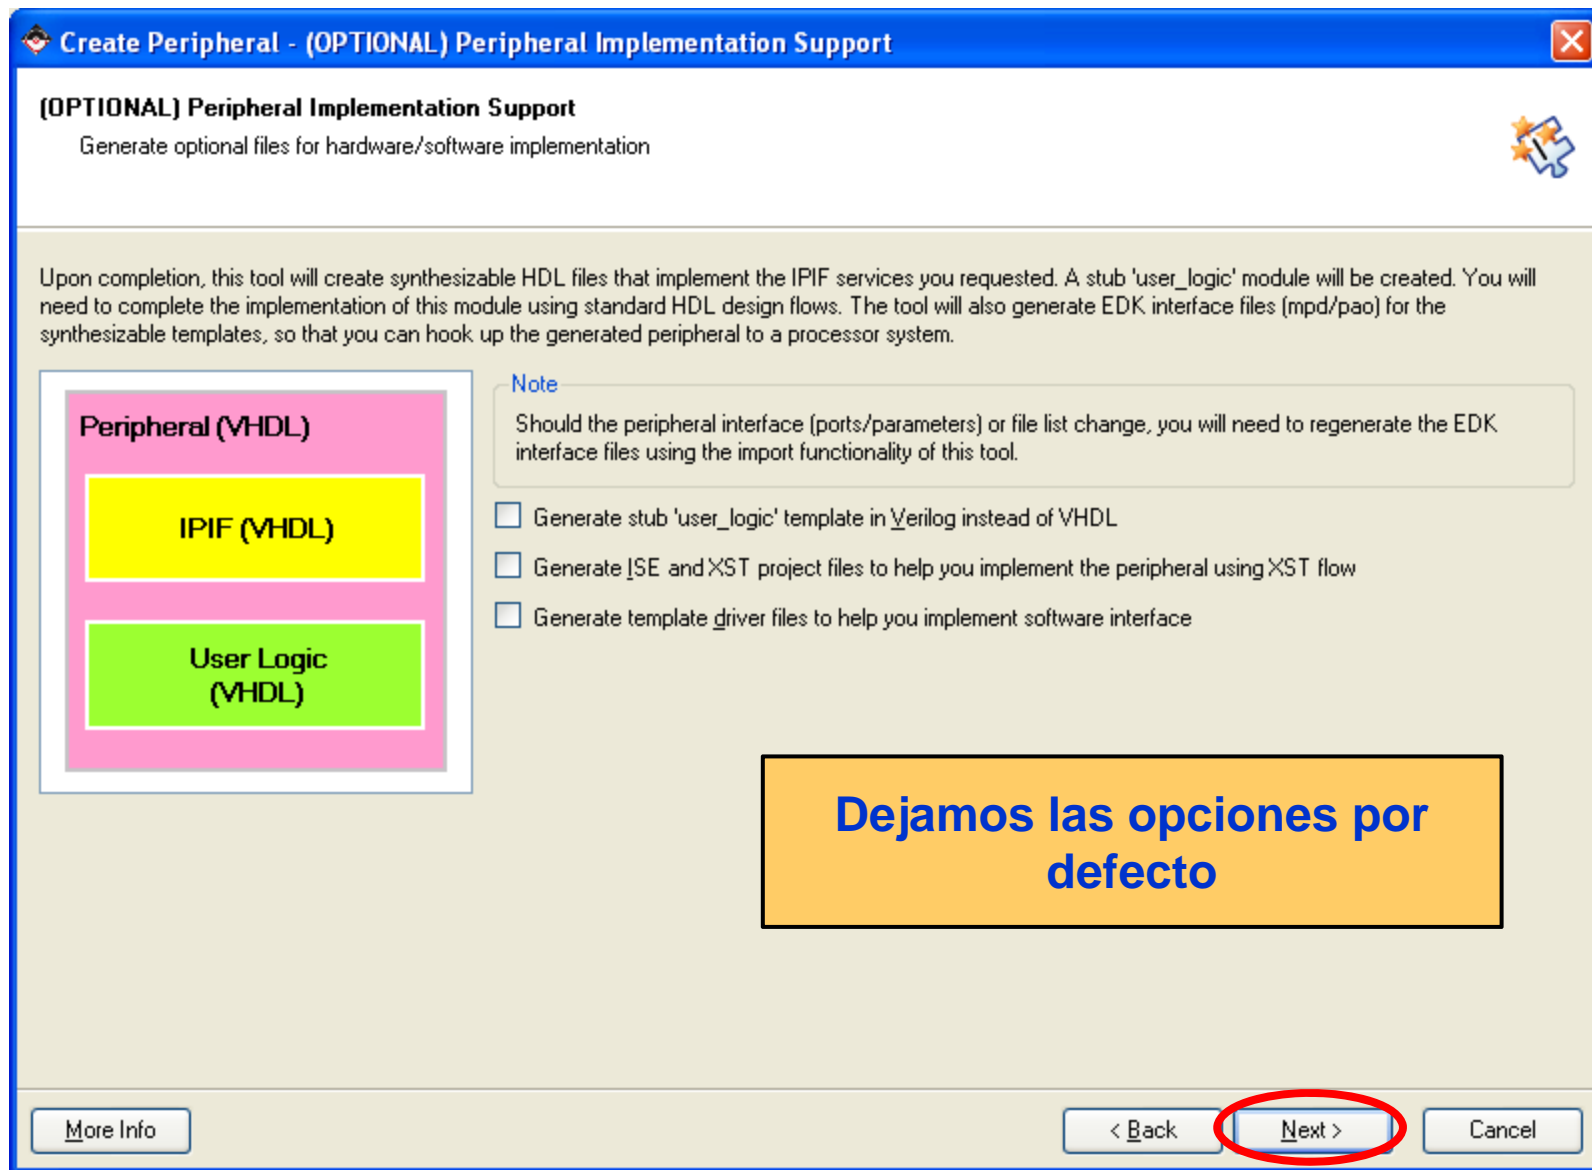 Create Peripheral - (OPTIONAL) Peripheral Implementation Support
(OPTIONAL) Peripheral Implementation Support
Generate optional files for hardware/software implementation
Upon completion, this tool will create synthesizable HDL files that implement the IPIF services you requested. A stub 'user_logic' module will be created. You will
need to complete the implementation of this module using standard HDL design flows. The tool will also generate EDK interface files (mpd/pao) for the
synthesizable templates, so that you can hook up the generated peripheral to a processor system.
Peripheral (VHDL)
IPIF (VHDL)
User Logic
(VHDL)
Note
Should the peripheral interface (ports/parameters) or file list change, you will need to regenerate the EDK
interface files using the import functionality of this tool.
Generate stub 'user_logic' template in Verilog instead of VHDL
Generate ISE and XST project files to help you implement the peripheral using XST flow
Generate template driver files to help you implement software interface
Dejamos las opciones por
defecto
More Info
< Back
Next >
Cancel